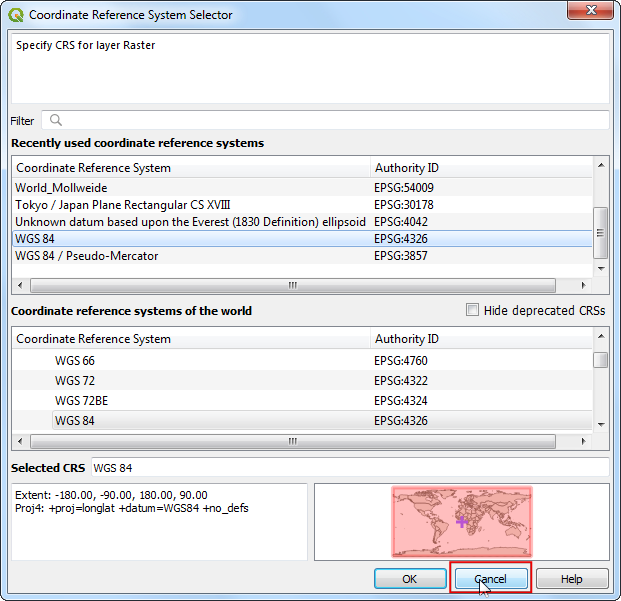 Coordinate Reference System Selector
Specify CRS for layer Raster
Filter
Recently used coordinate reference systems
Coordinate Reference System Authority ID
World_Mollweide EPSG:54009
Tokyo / Japan Plane Rectangular CS XVIII EPSG:30178
Unknown datum based upon the Everest (1830 Definition) ellipsoid EPSG:4042
WGS 84 EPSG:4326
WGS 84 / Pseudo-Mercator EPSG:3857
Coordinate reference systems of the world Hide deprecated CRSs
Coordinate Reference System Authority ID
WGS 66 EPSG:4760
WGS 72 EPSG:4322
WGS 72BE EPSG:4324
WGS 84 EPSG:4326
Selected CRS WGS 84
Extent: -180.00, -90.00, 180.00, 90.00
Proj4: +proj=longlat +datum=WGS84 +no_defs
OK Cancel Help